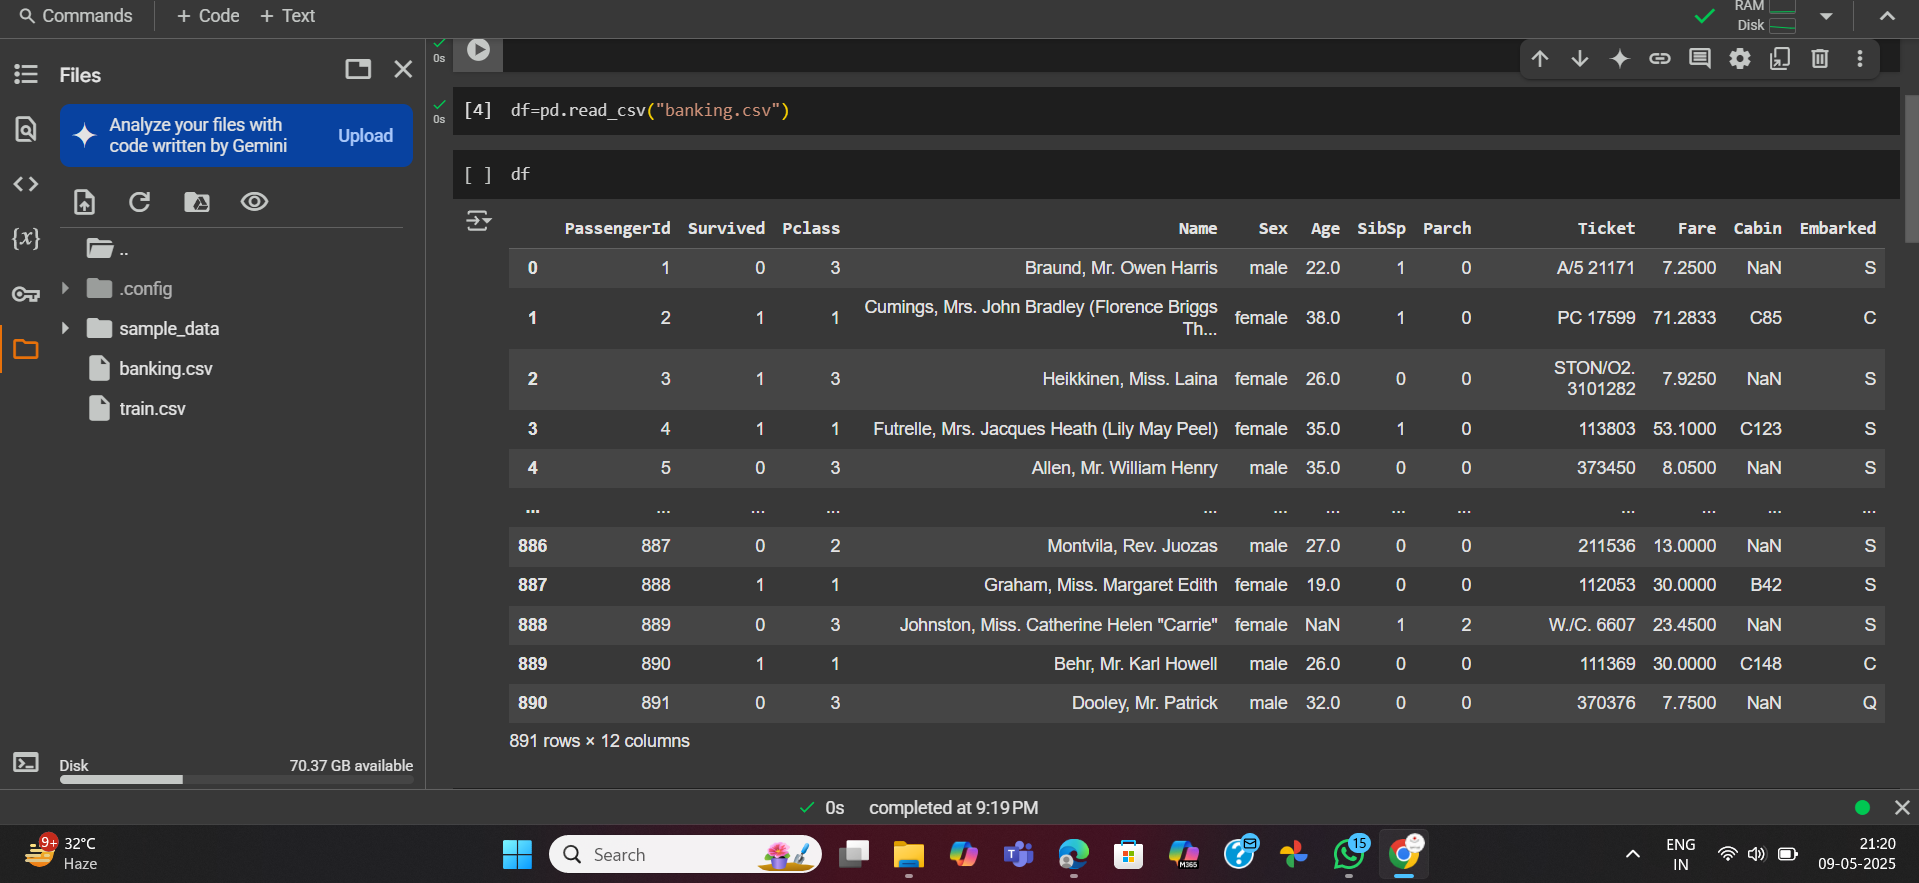 Commands + Code + Text
RAM
Disk
Files
Analyze your files with
code written by Gemini
Upload
..
.config
sample_data
banking.csv
train.csv
Disk 70.37 GB available
0s
0s
[4] df=pd.read_csv("banking.csv")
[ ] df
PassengerId Survived Pclass Name Sex Age SibSp Parch Ticket Fare Cabin Embarked
0 1 0 3 Braund, Mr. Owen Harris male 22.0 1 0 A/5 21171 7.2500 NaN S
1 2 1 1 Cumings, Mrs. John Bradley (Florence Briggs
Th... female 38.0 1 0 PC 17599 71.2833 C85 C
2 3 1 3 Heikkinen, Miss. Laina female 26.0 0 0 STON/O2.
3101282 7.9250 NaN S
3 4 1 1 Futrelle, Mrs. Jacques Heath (Lily May Peel) female 35.0 1 0 113803 53.1000 C123 S
4 5 0 3 Allen, Mr. William Henry male 35.0 0 0 373450 8.0500 NaN S
... ... ... ... ... ... ... ... ... ... ... ... ...
886 887 0 2 Montvila, Rev. Juozas male 27.0 0 0 211536 13.0000 NaN S
887 888 1 1 Graham, Miss. Margaret Edith female 19.0 0 0 112053 30.0000 B42 S
888 889 0 3 Johnston, Miss. Catherine Helen "Carrie" female NaN 1 2 W./C. 6607 23.4500 NaN S
889 890 1 1 Behr, Mr. Karl Howell male 26.0 0 0 111369 30.0000 C148 C
890 891 0 3 Dooley, Mr. Patrick male 32.0 0 0 370376 7.7500 NaN Q
891 rows × 12 columns
0s completed at 9:19 PM
9+
32°C
Haze
Search
M365
15
ENG
IN
21:20
09-05-2025